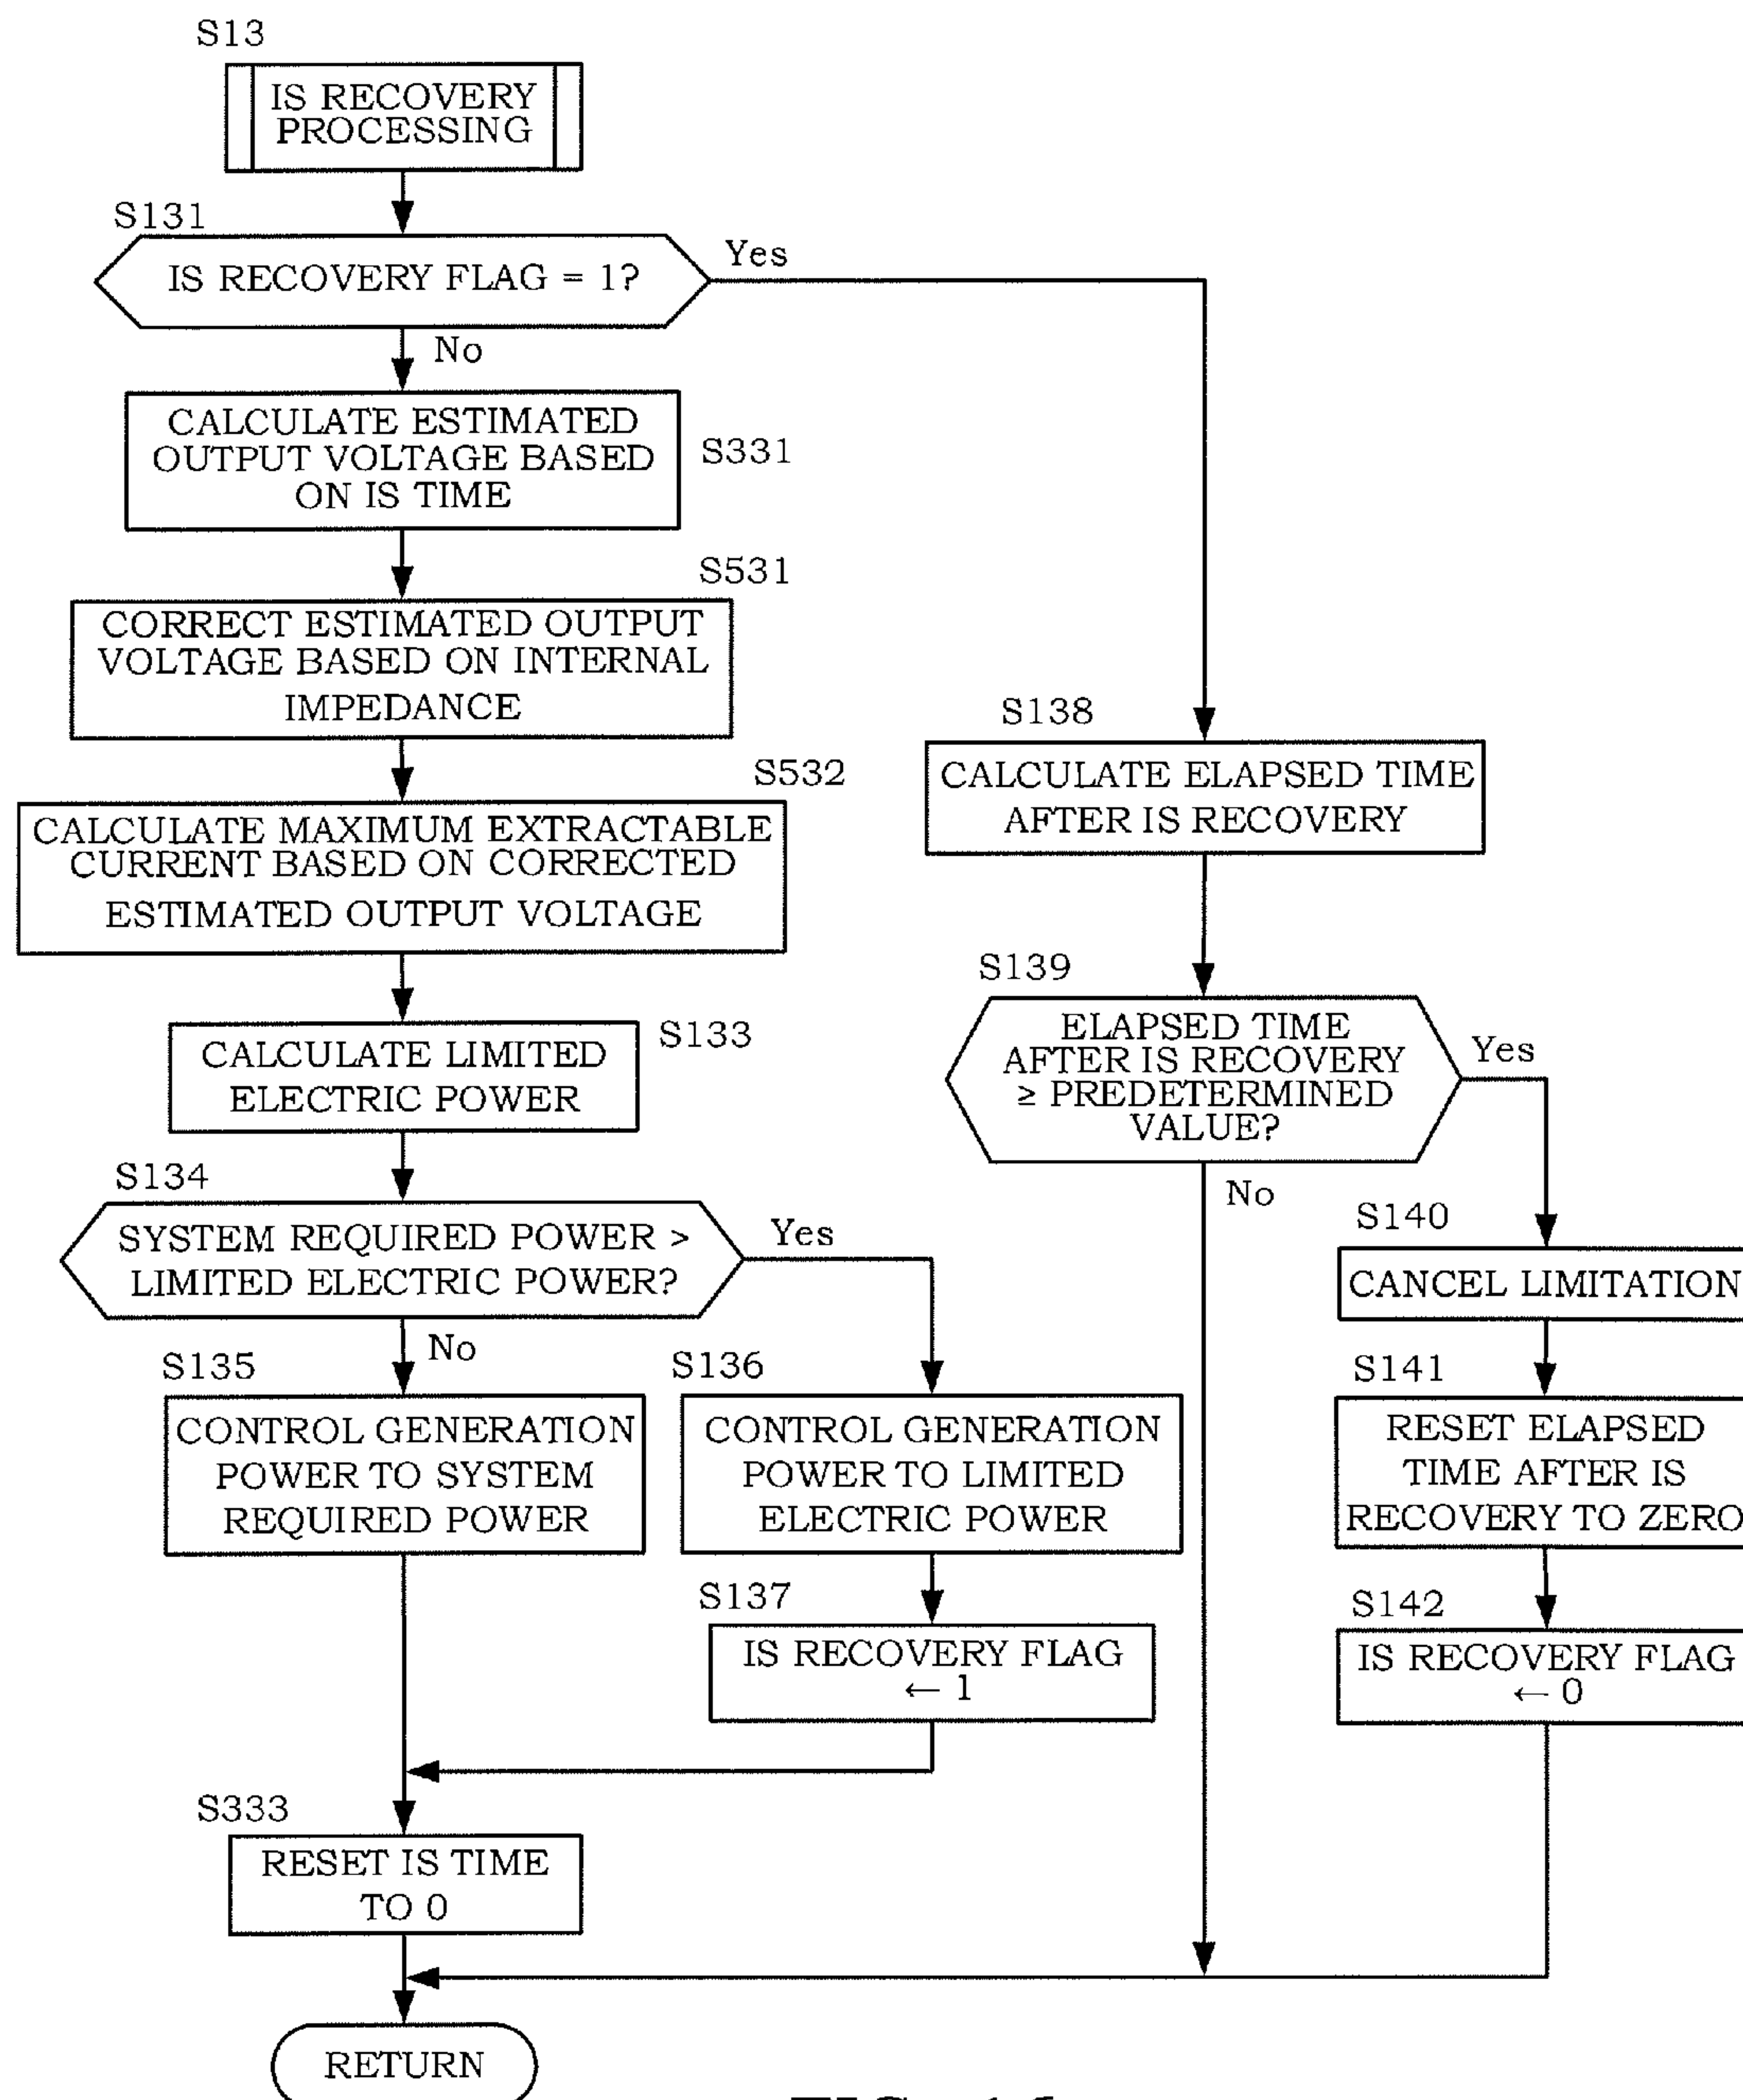 S13
IS RECOVERY
PROCESSING
S131
IS RECOVERY FLAG = 1?
Yes
No
CALCULATE ESTIMATED
OUTPUT VOLTAGE BASED
ON IS TIME
S331
S531
CORRECT ESTIMATED OUTPUT
VOLTAGE BASED ON INTERNAL
IMPEDANCE
S532
CALCULATE MAXIMUM EXTRACTABLE
CURRENT BASED ON CORRECTED
ESTIMATED OUTPUT VOLTAGE
S133
CALCULATE LIMITED
ELECTRIC POWER
S134
SYSTEM REQUIRED POWER >
LIMITED ELECTRIC POWER?
Yes
No
S135
CONTROL GENERATION
POWER TO SYSTEM
REQUIRED POWER
S136
CONTROL GENERATION
POWER TO LIMITED
ELECTRIC POWER
S137
IS RECOVERY FLAG
← 1
S333
RESET IS TIME
TO 0
S138
CALCULATE ELAPSED TIME
AFTER IS RECOVERY
S139
ELAPSED TIME
AFTER IS RECOVERY
≥ PREDETERMINED
VALUE?
Yes
No
S140
CANCEL LIMITATION
S141
RESET ELAPSED
TIME AFTER IS
RECOVERY TO ZERO
S142
IS RECOVERY FLAG
← 0
RETURN